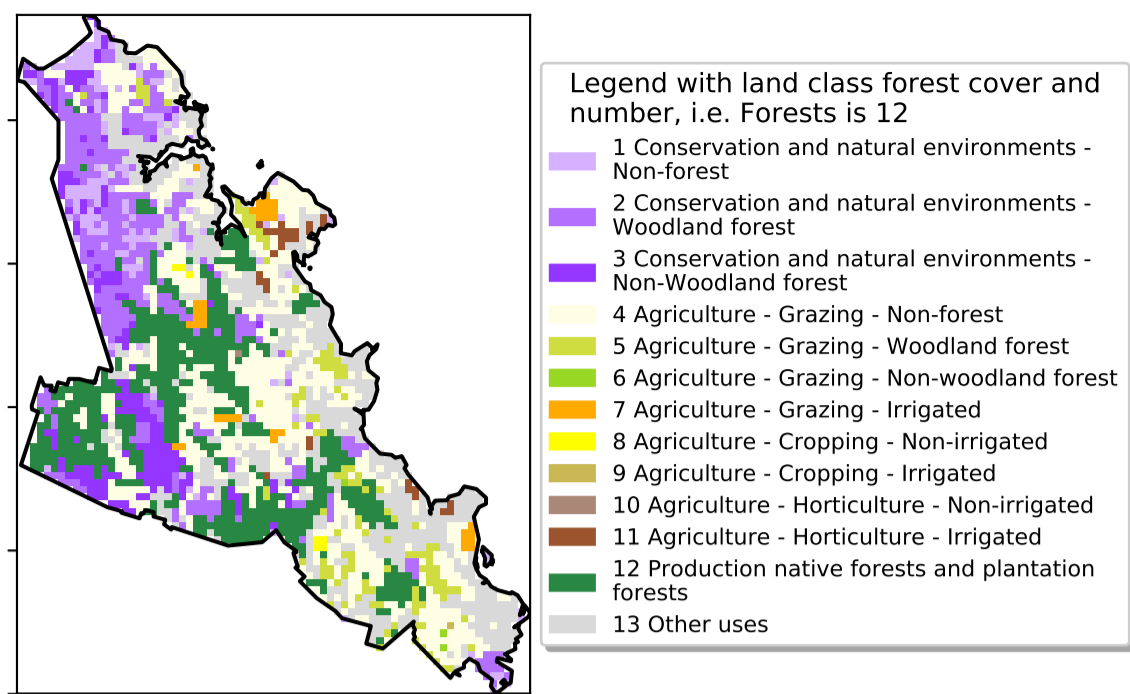 Legend with land class forest cover and
number, i.e. Forests is 12
1 Conservation and natural environments -
Non-forest
2 Conservation and natural environments -
Woodland forest
3 Conservation and natural environments -
Non-Woodland forest
4 Agriculture - Grazing - Non-forest
5 Agriculture - Grazing - Woodland forest
6 Agriculture - Grazing - Non-woodland forest
7 Agriculture - Grazing - Irrigated
8 Agriculture - Cropping - Non-irrigated
9 Agriculture - Cropping - Irrigated
10 Agriculture - Horticulture - Non-irrigated
11 Agriculture - Horticulture - Irrigated
12 Production native forests and plantation
forests
13 Other uses